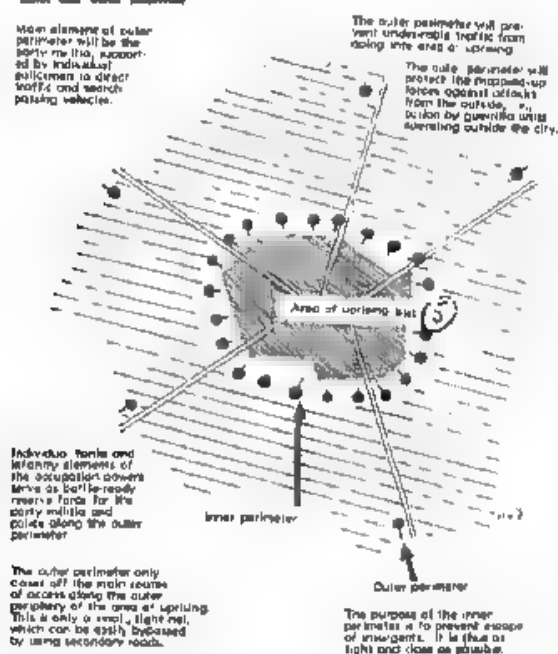 Main element of outer
perimeter will be the
party militia, support-
ed by individual
policemen to direct
traffic and search
passing vehicles.
The outer perimeter will pre-
vent undesirable traffic from
going into area of uprising
The outer perimeter will
protect the mopped-up
forces against attacks
from the outside,
action by guerrilla units
operating outside the city.
Area of uprising
Individual tanks and
infantry elements of
the occupation powers
serve as battle-ready
reserve force for the
party militia and
police along the outer
perimeter
Inner perimeter
The outer perimeter only
closes off the main routes
of access along the outer
periphery of the area of uprising.
This is only a small, light net,
which can be easily bypassed
by using secondary roads.
Outer perimeter
The purpose of the inner
perimeter is to prevent escape
of insurgents. It is thus as
tight and close as possible.